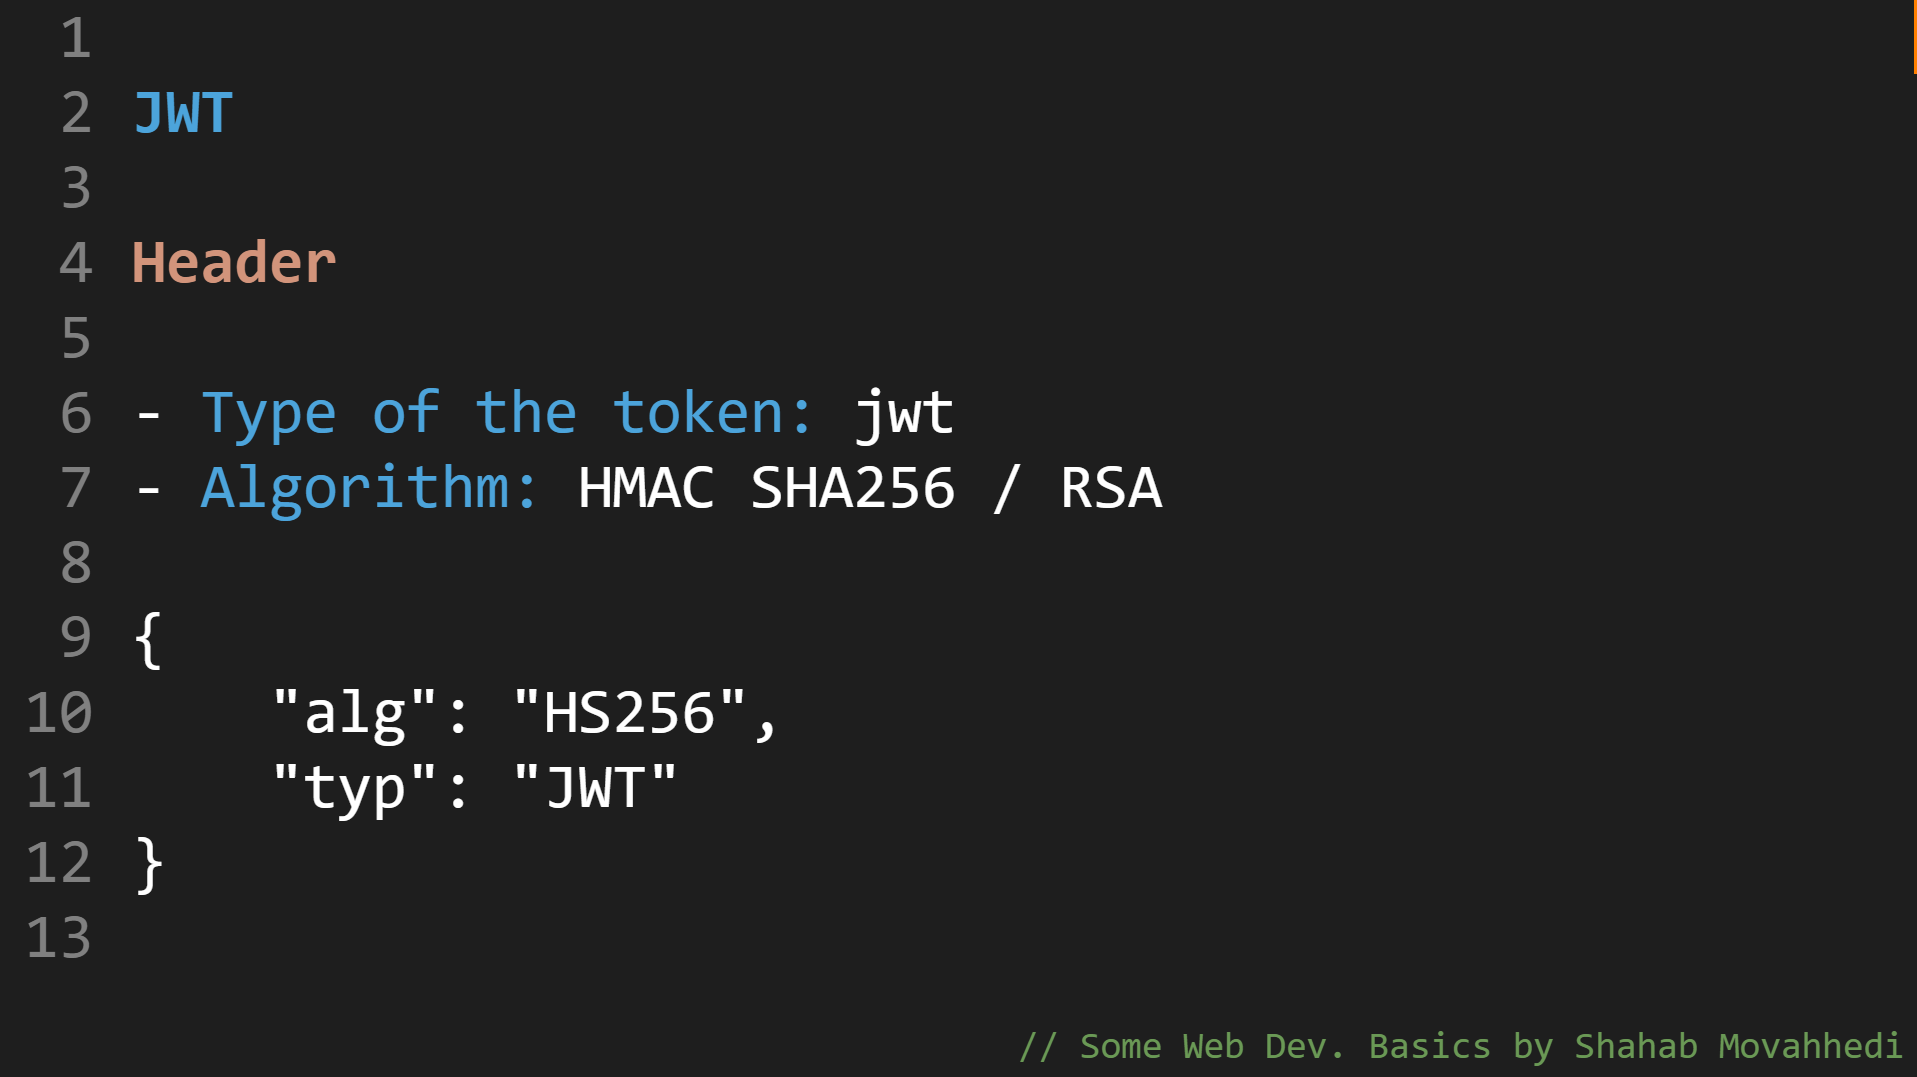 1
2 JWT
3
4 Header
5
6 - Type of the token: jwt
7 - Algorithm: HMAC SHA256 / RSA
8
9 {
10     "alg": "HS256",
11     "typ": "JWT"
12 }
13
// Some Web Dev. Basics by Shahab Movahhedi